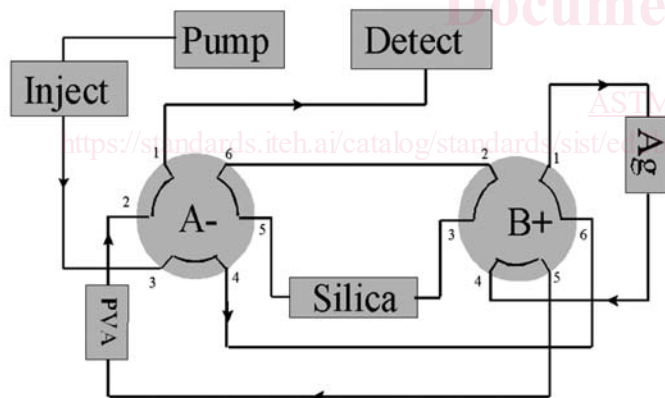 Docume
Pump
Detect
Inject
ASTM
https://standards.iteh.ai/catalog/standards/sist/e
Ag
1
6
2
1
2
A-
5
3
B+
6
3
4
4
5
Silica
PVA